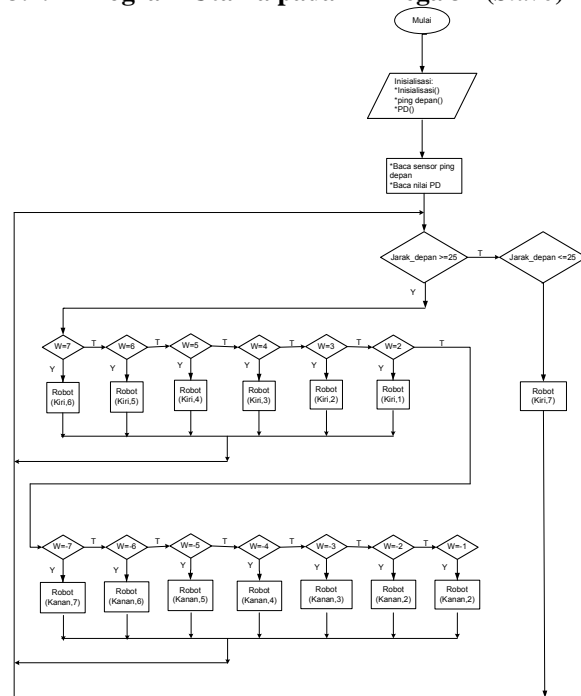 Mulai
Inisialisasi:
*Inisialisasi()
*ping depan()
*PD()
*Baca sensor ping
depan
*Baca nilai PD
Jarak_depan >=25
T
Jarak_depan <=25
Y
W=7
T
W=6
T
W=5
T
W=4
T
W=3
T
W=2
T
Y
Y
Y
Y
Y
Y
Robot
(Kiri,6)
Robot
(Kiri,5)
Robot
(Kiri,4)
Robot
(Kiri,3)
Robot
(Kiri,2)
Robot
(Kiri,1)
Robot
(Kiri,7)
W=-7
T
W=-6
T
W=-5
T
W=-4
T
W=-3
T
W=-2
T
W=-1
Y
Y
Y
Y
Y
Y
Y
Robot
(Kanan,7)
Robot
(Kanan,6)
Robot
(Kanan,5)
Robot
(Kanan,4)
Robot
(Kanan,3)
Robot
(Kanan,2)
Robot
(Kanan,2)